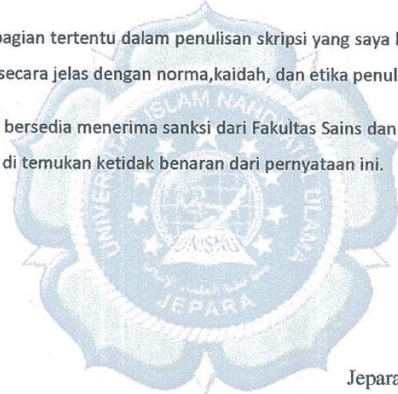 bagian tertentu dalam penulisan skripsi yang saya
secara jelas dengan norma,kaidah, dan etika penul
bersedia menerima sanksi dari Fakultas Sains dan
di temukan ketidak benaran dari pernyataan ini.
UNIVERSITAS ISLAM NAHDLATUL ULAMA
UNISNU
JEPARA
Jepara